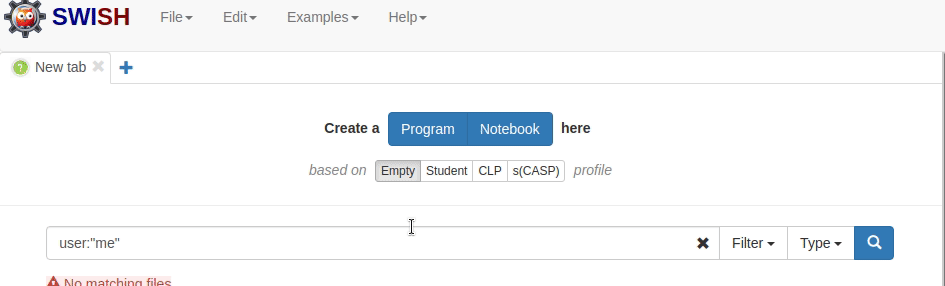 SWISH File Edit Examples Help
New tab
Create a Program Notebook here
based on Empty Student CLP s(CASP) profile
user:"me" Filter Type
No matching files